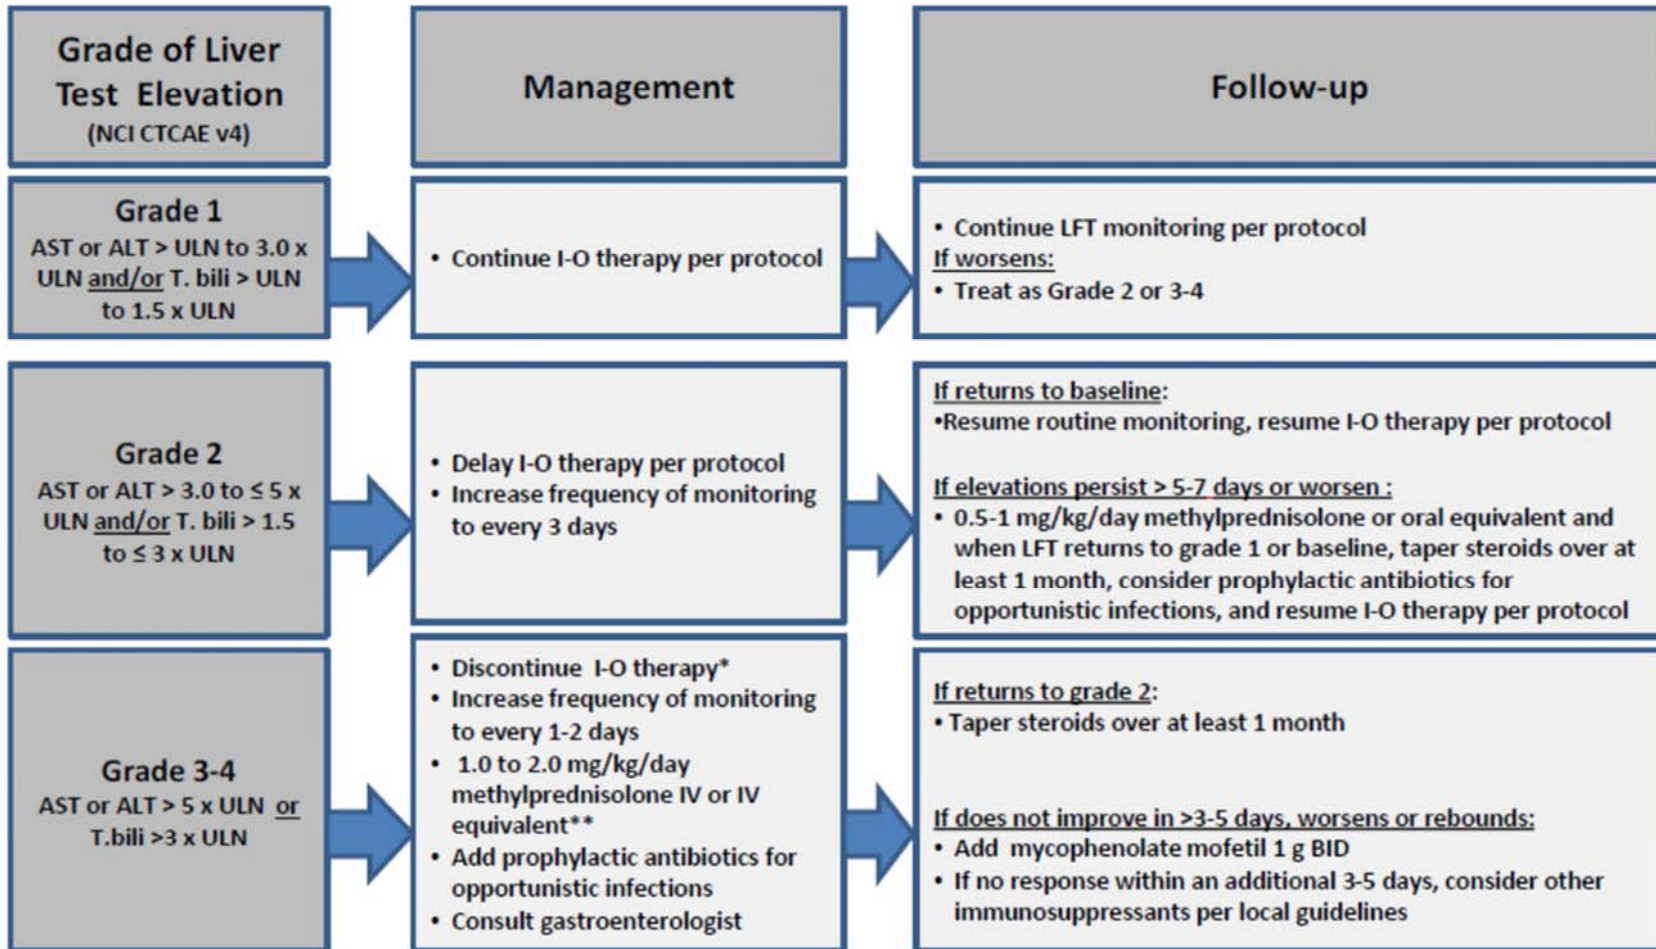 Grade of Liver
Test Elevation
(NCI CTCAE v4)
Management
Follow-up
Grade 1
AST or ALT > ULN to 3.0 x
ULN and/or T. bili > ULN
to 1.5 x ULN
• Continue I-O therapy per protocol
• Continue LFT monitoring per protocol
If worsens:
• Treat as Grade 2 or 3-4
Grade 2
AST or ALT > 3.0 to ≤ 5 x
ULN and/or T. bili > 1.5
to ≤ 3 x ULN
• Delay I-O therapy per protocol
• Increase frequency of monitoring
to every 3 days
If returns to baseline:
•Resume routine monitoring, resume I-O therapy per protocol
If elevations persist > 5-7 days or worsen :
• 0.5-1 mg/kg/day methylprednisolone or oral equivalent and
when LFT returns to grade 1 or baseline, taper steroids over at
least 1 month, consider prophylactic antibiotics for
opportunistic infections, and resume I-O therapy per protocol
Grade 3-4
AST or ALT > 5 x ULN or
T.bili >3 x ULN
• Discontinue I-O therapy*
• Increase frequency of monitoring
to every 1-2 days
• 1.0 to 2.0 mg/kg/day
methylprednisolone IV or IV
equivalent**
• Add prophylactic antibiotics for
opportunistic infections
• Consult gastroenterologist
If returns to grade 2:
• Taper steroids over at least 1 month
If does not improve in >3-5 days, worsens or rebounds:
• Add mycophenolate mofetil 1 g BID
• If no response within an additional 3-5 days, consider other
immunosuppressants per local guidelines